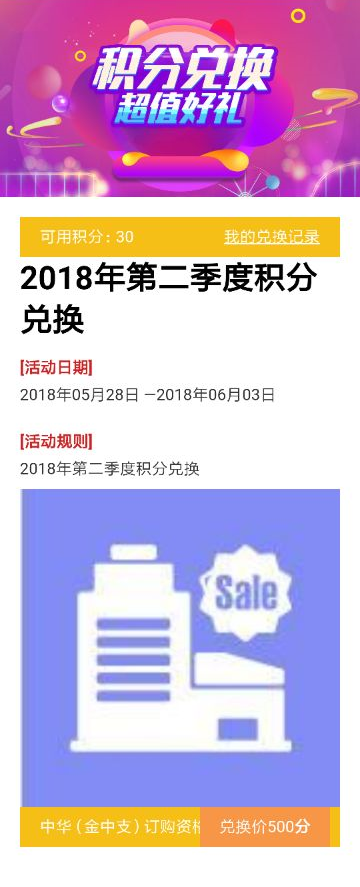 积分兑换
超值好礼
可用积分：30 我的兑换记录
2018年第二季度积分
兑换
[活动日期]
2018年05月28日 —2018年06月03日
[活动规则]
2018年第二季度积分兑换
Sale
中华（金中支）订购资 兑换价500分